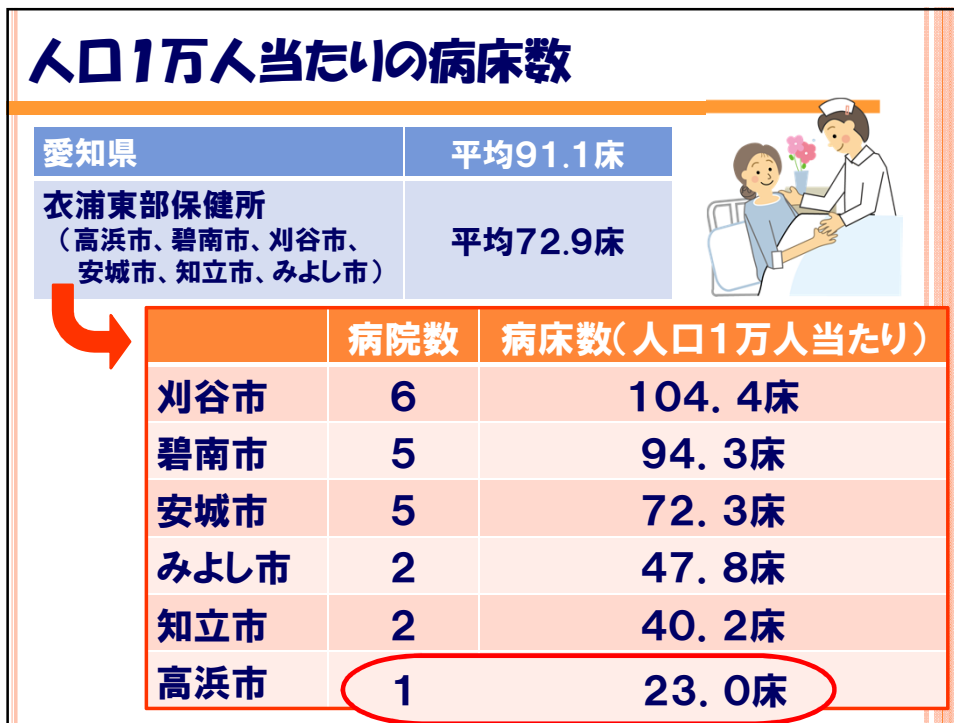 人口1万人当たりの病床数
愛知県 平均91.1床
衣浦東部保健所
（高浜市、碧南市、刈谷市、
安城市、知立市、みよし市） 平均72.9床
病院数 病床数(人口1万人当たり)
刈谷市 6 104.4床
碧南市 5 94.3床
安城市 5 72.3床
みよし市 2 47.8床
知立市 2 40.2床
高浜市 1 23.0床